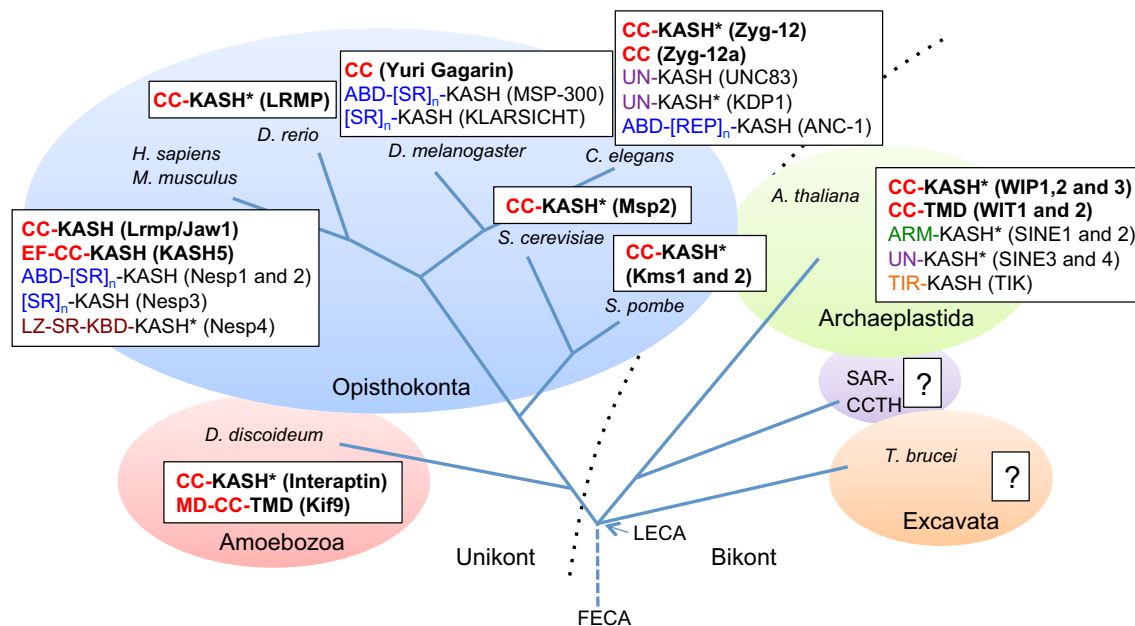 CC-KASH* (Zyg-12)
CC (Zyg-12a)
UN-KASH (UNC83)
UN-KASH* (KDP1)
ABD-[REP]n-KASH (ANC-1)
CC (Yuri Gagarin)
ABD-[SR]n-KASH (MSP-300)
[SR]n-KASH (KLARSICHT)
CC-KASH* (LRMP)
D. rerio
H. sapiens
M. musculus
D. melanogaster
C. elegans
A. thaliana
CC-KASH* (WIP1,2 and 3)
CC-TMD (WIT1 and 2)
ARM-KASH* (SINE1 and 2)
UN-KASH* (SINE3 and 4)
TIR-KASH (TIK)
Archaeplastida
CC-KASH* (Msp2)
S. cerevisiae
CC-KASH*
(Kms1 and 2)
S. pombe
CC-KASH (Lrmp/Jaw1)
EF-CC-KASH (KASH5)
ABD-[SR]n-KASH (Nesp1 and 2)
[SR]n-KASH (Nesp3)
LZ-SR-KBD-KASH* (Nesp4)
Opisthokonta
SAR-
CCTH
?
D. discoideum
CC-KASH* (Interaptin)
MD-CC-TMD (Kif9)
Amoebozoa
T. brucei
?
Excavata
Unikont
LECA
Bikont
FECA